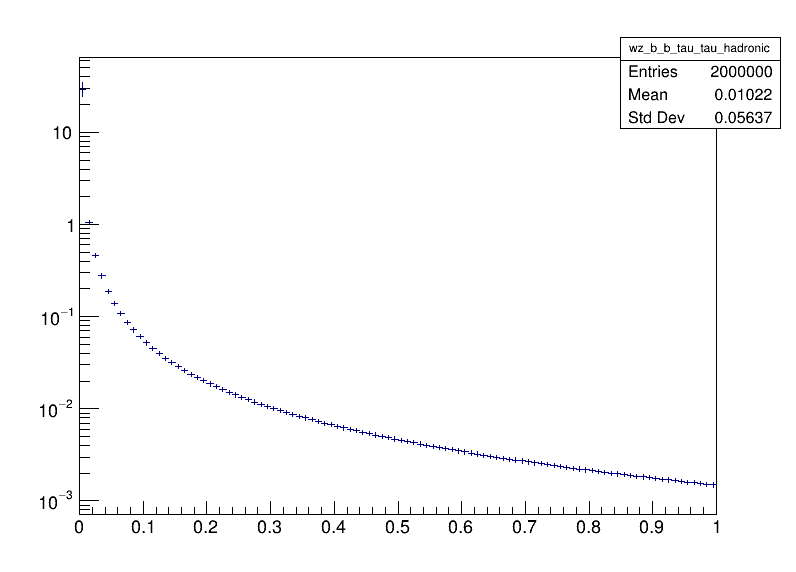 wz_b_b_tau_tau_hadronic
Entries 2000000
Mean 0.01022
Std Dev 0.05637
10
1
10⁻¹
10⁻²
10⁻³
0 0.1 0.2 0.3 0.4 0.5 0.6 0.7 0.8 0.9 1